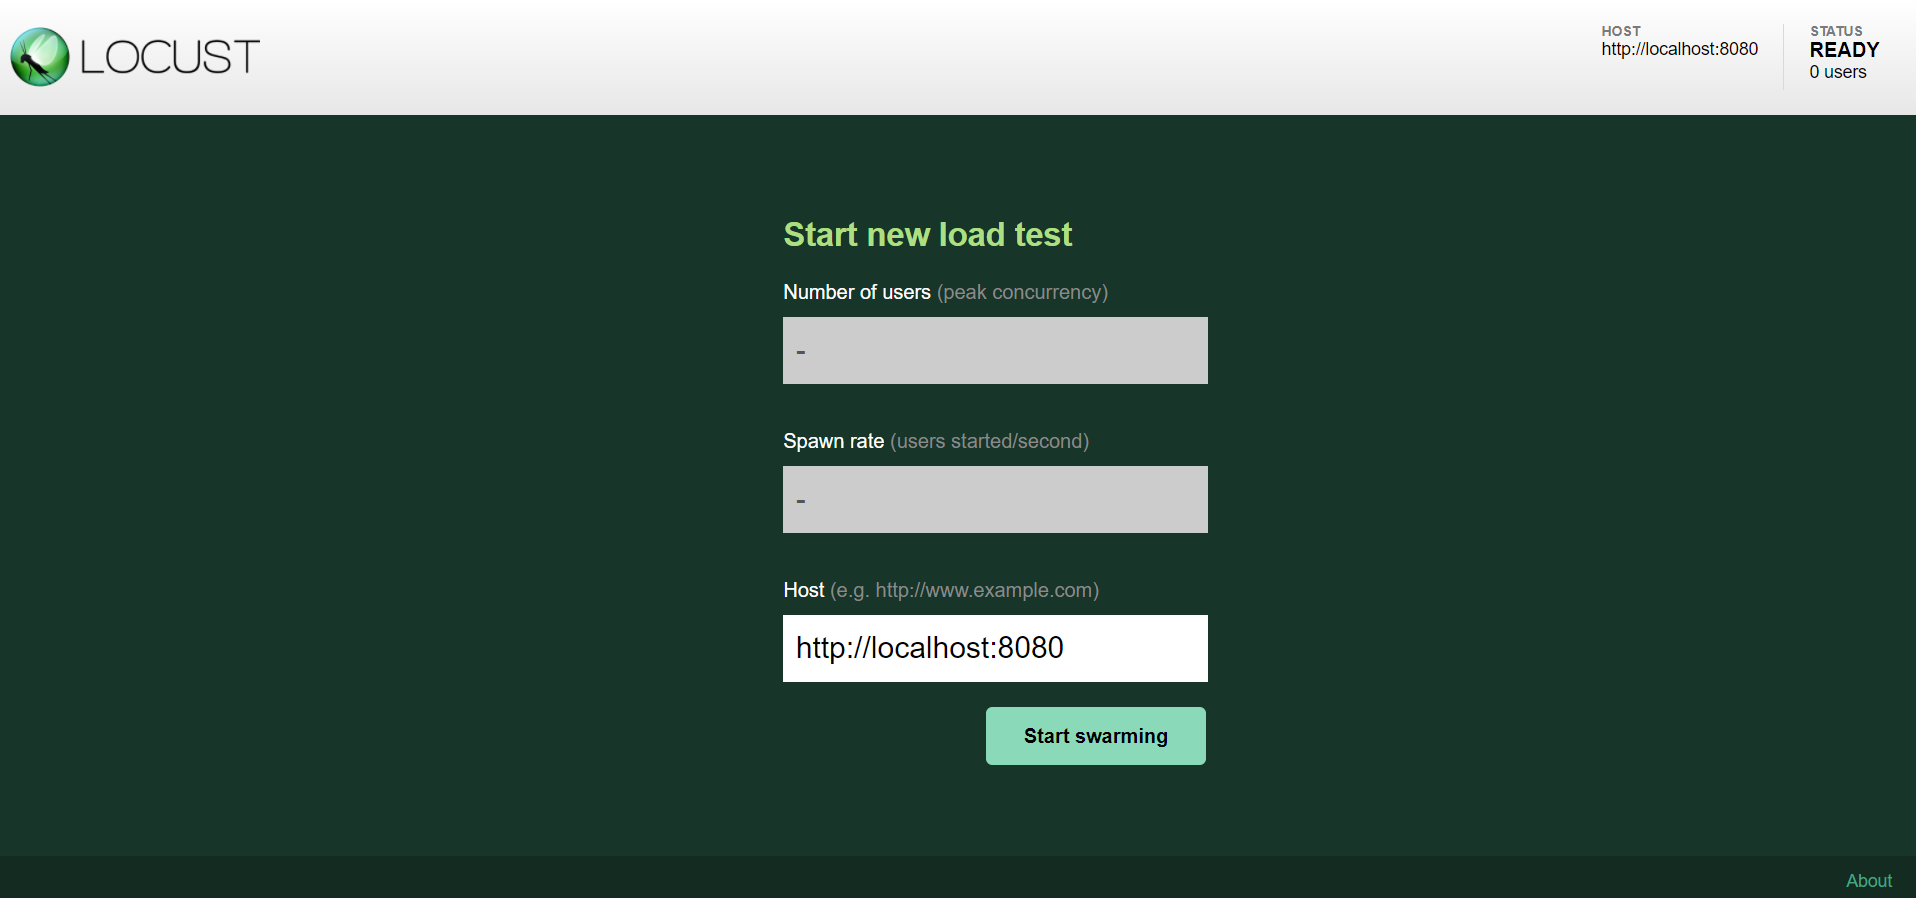 LOCUST
HOST
http://localhost:8080
STATUS
READY
0 users
Start new load test
Number of users (peak concurrency)
-
Spawn rate (users started/second)
-
Host (e.g. http://www.example.com)
http://localhost:8080
Start swarming
About